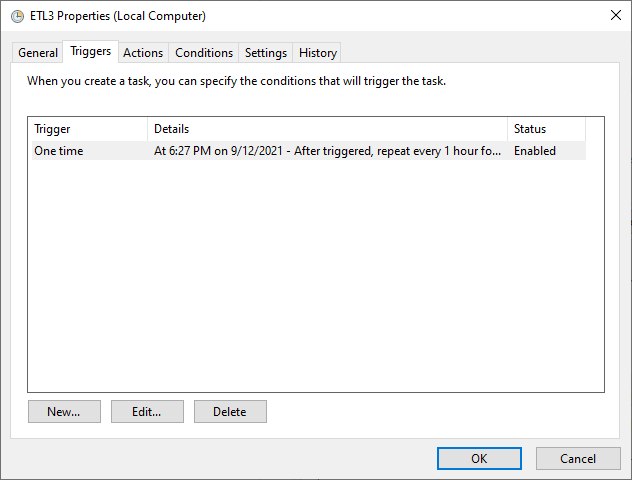 ETL3 Properties (Local Computer)
General Triggers Actions Conditions Settings History
When you create a task, you can specify the conditions that will trigger the task.
Trigger Details Status
One time At 6:27 PM on 9/12/2021 - After triggered, repeat every 1 hour fo... Enabled
New... Edit... Delete
OK Cancel